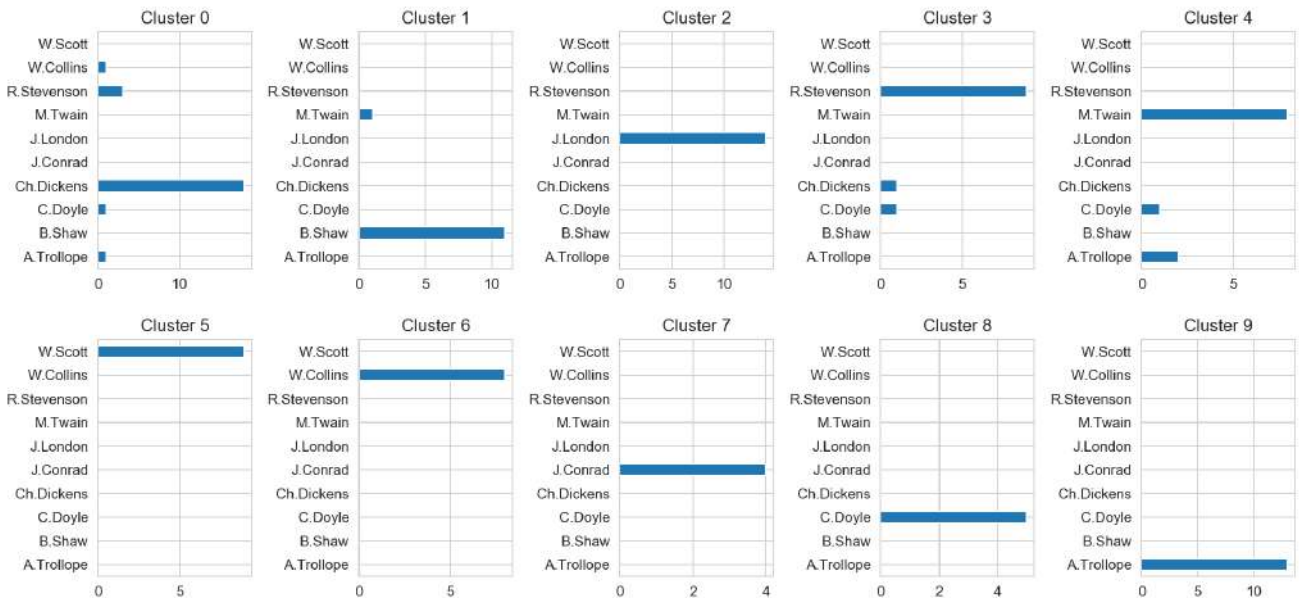 Cluster 0
W.Scott
W.Collins
R.Stevenson
M.Twain
J.London
J.Conrad
Ch.Dickens
C.Doyle
B.Shaw
A.Trollope
0 10
Cluster 1
W.Scott
W.Collins
R.Stevenson
M.Twain
J.London
J.Conrad
Ch.Dickens
C.Doyle
B.Shaw
A.Trollope
0 5 10
Cluster 2
W.Scott
W.Collins
R.Stevenson
M.Twain
J.London
J.Conrad
Ch.Dickens
C.Doyle
B.Shaw
A.Trollope
0 5 10
Cluster 3
W.Scott
W.Collins
R.Stevenson
M.Twain
J.London
J.Conrad
Ch.Dickens
C.Doyle
B.Shaw
A.Trollope
0 5
Cluster 4
W.Scott
W.Collins
R.Stevenson
M.Twain
J.London
J.Conrad
Ch.Dickens
C.Doyle
B.Shaw
A.Trollope
0 5
Cluster 5
W.Scott
W.Collins
R.Stevenson
M.Twain
J.London
J.Conrad
Ch.Dickens
C.Doyle
B.Shaw
A.Trollope
0 5
Cluster 6
W.Scott
W.Collins
R.Stevenson
M.Twain
J.London
J.Conrad
Ch.Dickens
C.Doyle
B.Shaw
A.Trollope
0 5
Cluster 7
W.Scott
W.Collins
R.Stevenson
M.Twain
J.London
J.Conrad
Ch.Dickens
C.Doyle
B.Shaw
A.Trollope
0 2 4
Cluster 8
W.Scott
W.Collins
R.Stevenson
M.Twain
J.London
J.Conrad
Ch.Dickens
C.Doyle
B.Shaw
A.Trollope
0 2 4
Cluster 9
W.Scott
W.Collins
R.Stevenson
M.Twain
J.London
J.Conrad
Ch.Dickens
C.Doyle
B.Shaw
A.Trollope
0 5 10